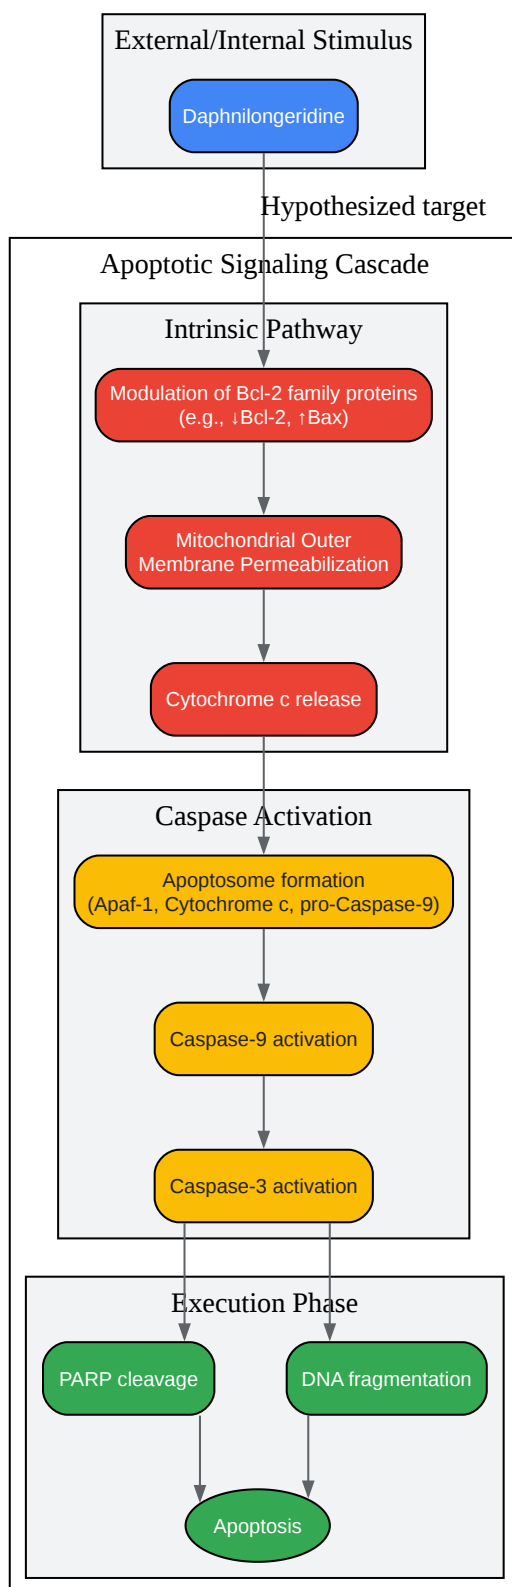 External/Internal Stimulus
Daphnilongeridine
Hypothesized target
Apoptotic Signaling Cascade
Intrinsic Pathway
Modulation of Bcl-2 family proteins
(e.g., ↓Bcl-2, ↑Bax)
Mitochondrial Outer
Membrane Permeabilization
Cytochrome c release
Caspase Activation
Apoptosome formation
(Apaf-1, Cytochrome c, pro-Caspase-9)
Caspase-9 activation
Caspase-3 activation
Execution Phase
PARP cleavage
DNA fragmentation
Apoptosis